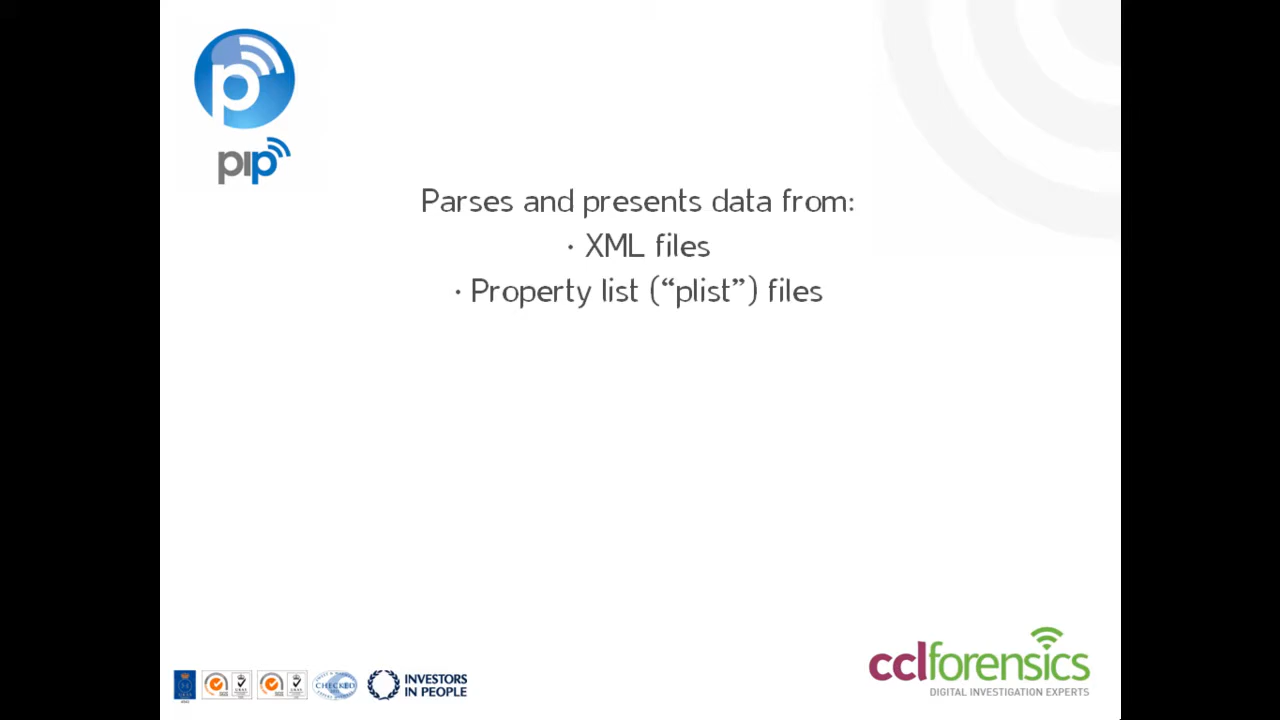 p
pip
Parses and presents data from:
· XML files
· Property list (“plist”) files
CHECKED
INVESTORS
IN PEOPLE
cclforensics
DIGITAL INVESTIGATION EXPERTS